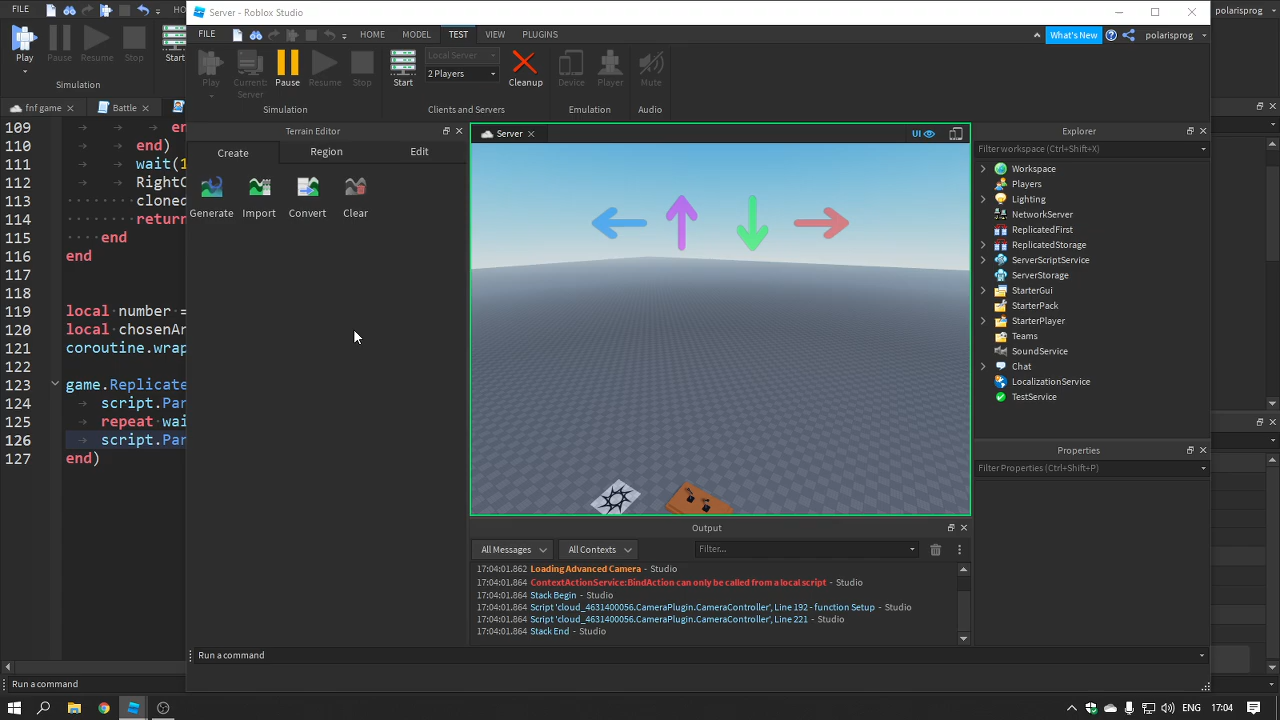 FILE
Server - Roblox Studio
polarisprog
FILE HOME MODEL TEST VIEW PLUGINS
What's New polarisprog
Play Pause Resume Stop Start
Simulation
Play Current: Server Pause Resume Stop
Simulation
Start
Local Server
2 Players
Cleanup
Clients and Servers
Device Player
Emulation
Mute
Audio
fnf game Battle
109 end
110 end)
111 wait(1
112 RightC
113 cloned
114 return
115 end
116 end
117
118
119 local number =
120 local chosenAr
121 coroutine.wrap
122
123 game.Replicate
124 script.Par
125 repeat wai
126 script.Par
127 end)
Run a command
Terrain Editor
Create Region Edit
Generate Import Convert Clear
Server
UI
Explorer
Filter workspace (Ctrl+Shift+X)
Workspace
Players
Lighting
NetworkServer
ReplicatedFirst
ReplicatedStorage
ServerScriptService
ServerStorage
StarterGui
StarterPack
StarterPlayer
Teams
SoundService
Chat
LocalizationService
TestService
Properties
Filter Properties (Ctrl+Shift+P)
Output
All Messages All Contexts Filter...
17:04:01.862 Loading Advanced Camera - Studio
17:04:01.864 ContextActionService:BindAction can only be called from a local script - Studio
17:04:01.864 Stack Begin - Studio
17:04:01.864 Script 'cloud_4631400056.CameraPlugin.CameraController', Line 192 - function Setup - Studio
17:04:01.864 Script 'cloud_4631400056.CameraPlugin.CameraController', Line 221 - Studio
17:04:01.864 Stack End - Studio
Run a command
17:04